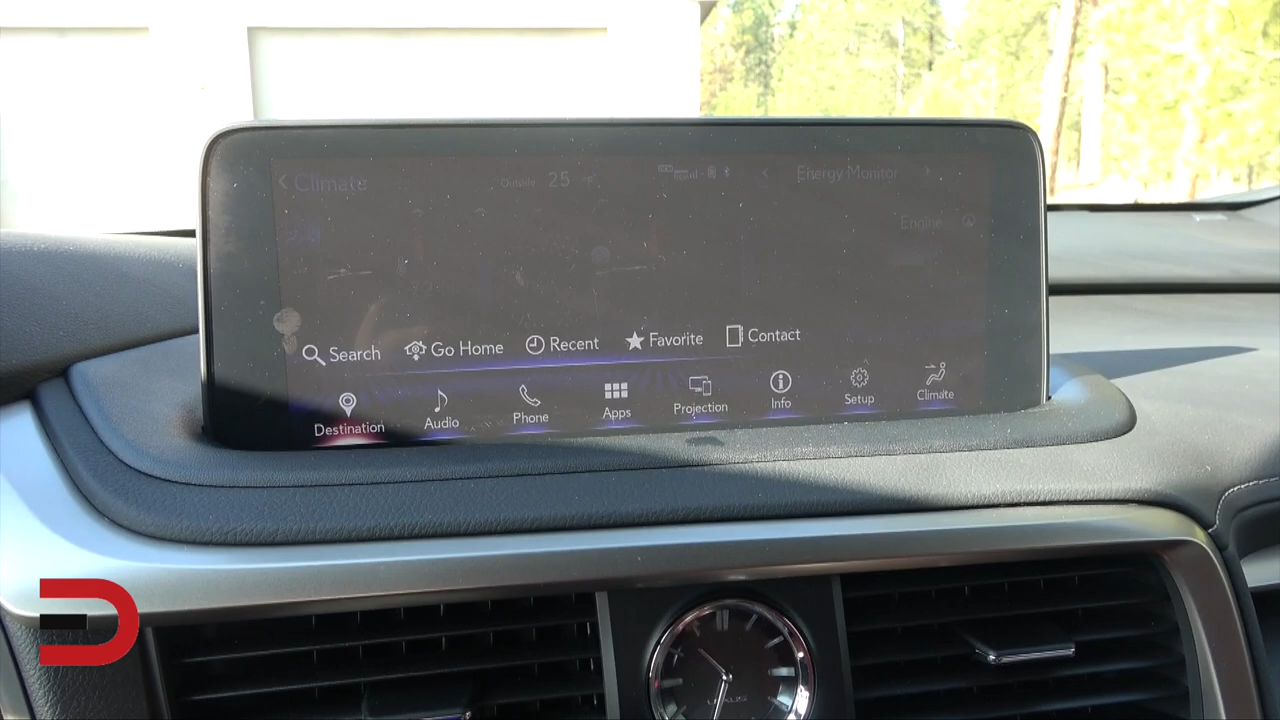 Climate
Outside 25 °F
Energy Monitor
Engine
Search Go Home Recent Favorite Contact
Destination Audio Phone Apps Projection Info Setup Climate
LEXUS